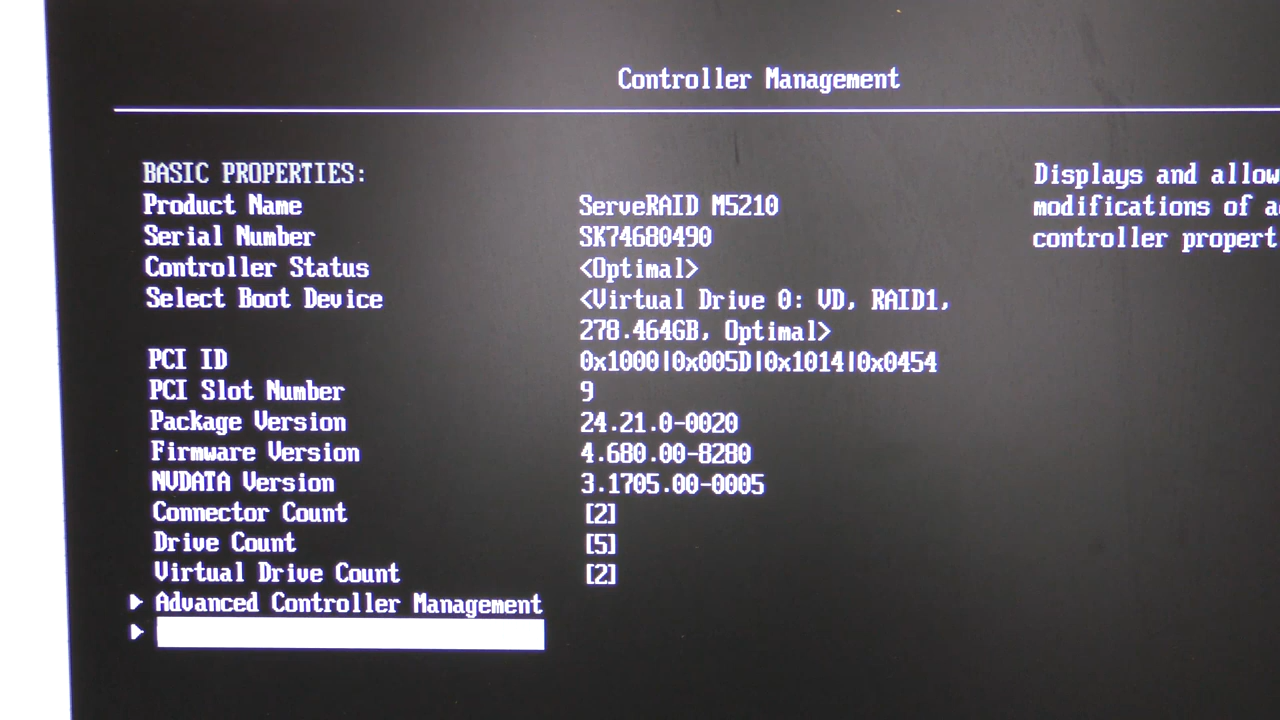 Controller Management
BASIC PROPERTIES:
Product Name ServeRAID M5210
Serial Number SK74680490
Controller Status <Optimal>
Select Boot Device <Virtual Drive 0: VD, RAID1,
278.464GB, Optimal>
PCI ID 0x1000|0x005D|0x1014|0x0454
PCI Slot Number 9
Package Version 24.21.0-0020
Firmware Version 4.680.00-8280
NVDATA Version 3.1705.00-0005
Connector Count [2]
Drive Count [5]
Virtual Drive Count [2]
Advanced Controller Management
Displays and allow
modifications of
controller propert